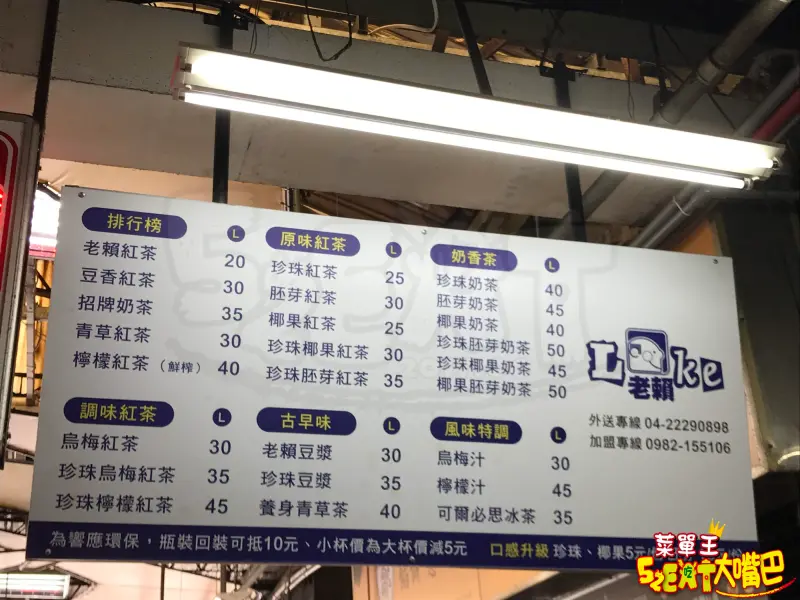 排行榜 L
老賴紅茶 20
豆香紅茶 30
招牌奶茶 35
青草紅茶 30
檸檬紅茶（鮮榨） 40
原味紅茶 L
珍珠紅茶 25
胚芽紅茶 30
椰果紅茶 25
珍珠椰果紅茶 30
珍珠胚芽紅茶 35
奶香茶 L
珍珠奶茶 40
胚芽奶茶 45
椰果奶茶 40
珍珠胚芽奶茶 50
珍珠椰果奶茶 45
椰果胚芽奶茶 50
調味紅茶 L
烏梅紅茶 30
珍珠烏梅紅茶 35
珍珠檸檬紅茶 45
古早味 L
老賴豆漿 30
珍珠豆漿 35
養身青草茶 40
風味特調 L
烏梅汁 30
檸檬汁 45
可爾必思冰茶 35
Loke
老賴
外送專線 04-22290898
加盟專線 0982-155106
為響應環保，瓶裝回裝可抵10元、小杯價為大杯價減5元 口感升級 珍珠、椰果5元
菜單王
52EAT大嘴巴
吃